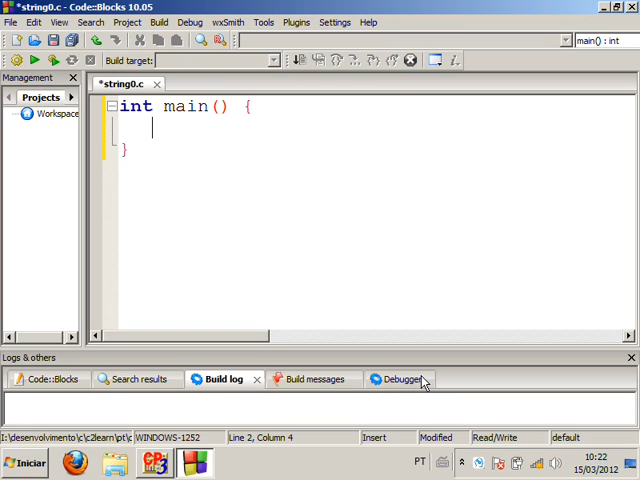 *string0.c - Code::Blocks 10.05
File Edit View Search Project Build Debug wxSmith Tools Plugins Settings Help
main() : int
Build target:
Management
*string0.c
Projects
Workspace
int main() {
}
Logs & others
Code::Blocks Search results Build log Build messages Debugger
I:\desenvolvimento\c\c2learn\pt\c WINDOWS-1252 Line 2, Column 4 Insert Modified Read/Write default
Iniciar
PT
10:22
15/03/2012